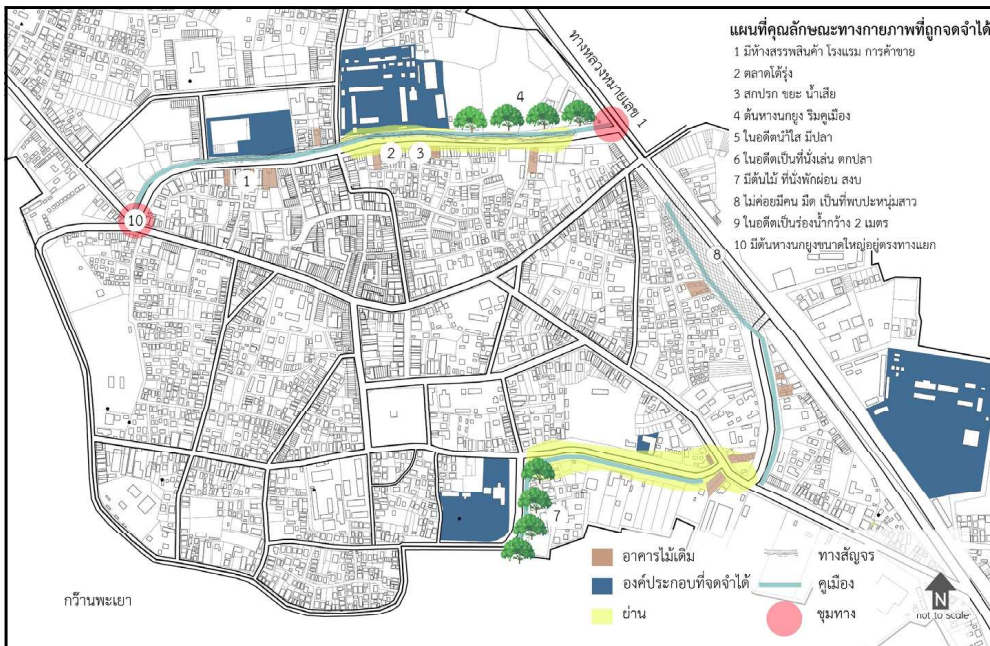 แผนที่คุณลักษณะทางกายภาพที่ถูกจดจำได้
1 มีห้างสรรพสินค้า โรงแรม การค้าขาย
2 ตลาดโต้รุ่ง
3 สกปรก ขยะ น้ำเสีย
4 ต้นหางนกยูง ริมคูเมือง
5 ในอดีตน้ำใส มีปลา
6 ในอดีตเป็นที่นั่งเล่น ตกปลา
7 มีต้นไม้ ที่นั่งพักผ่อน สงบ
8 ไม่ค่อยมีคน มืด เป็นที่พบปะหนุ่มสาว
9 ในอดีตเป็นร่องน้ำกว้าง 2 เมตร
10 มีต้นหางนกยูงขนาดใหญ่อยู่ตรงทางแยก
ทางหลวงหมายเลข 1
4
2
3
1
10
8
7
อาคารไม้เดิม
องค์ประกอบที่จดจำได้
ย่าน
ทางสัญจร
คูเมือง
ชุมทาง
N
not to scale
กว๊านพะเยา